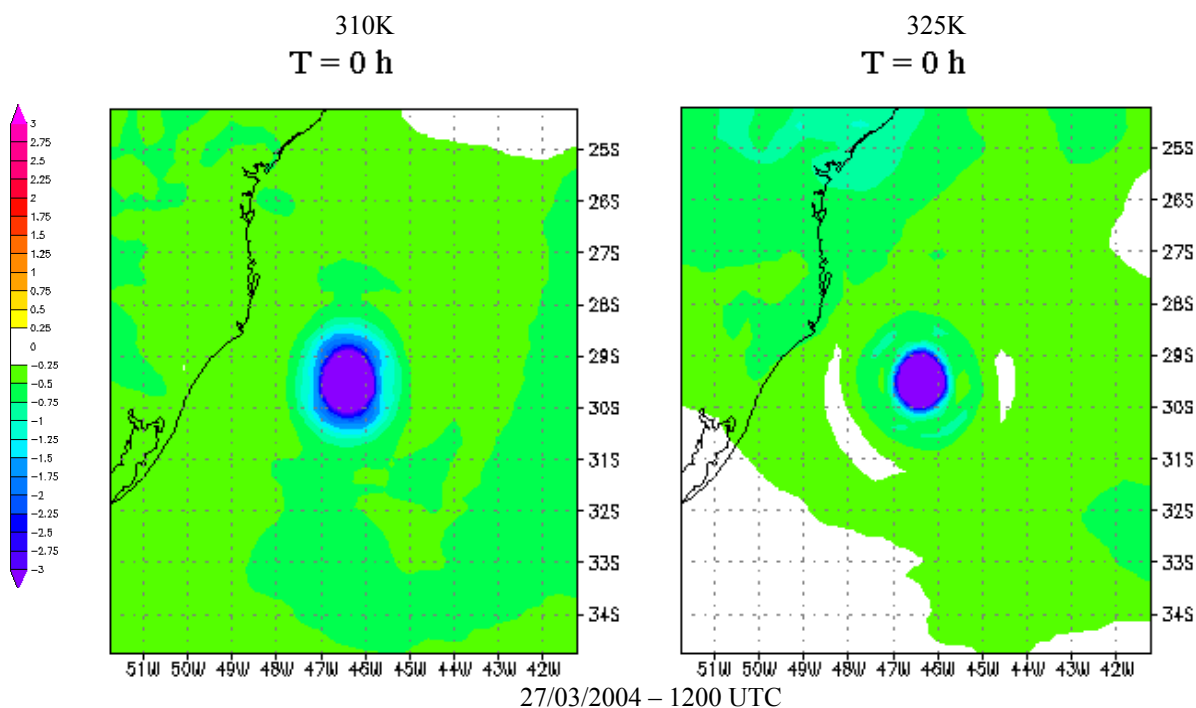 310K
325K
T = 0 h
T = 0 h
3
2.75
2.5
2.25
2
1.75
1.5
1.25
1
0.75
0.5
0.25
0
−0.25
−0.5
−0.75
−1
−1.25
−1.5
−1.75
−2
−2.25
−2.5
−2.75
−3
25S
26S
27S
28S
29S
30S
31S
32S
33S
34S
51W 50W 49W 48W 47W 46W 45W 44W 43W 42W
25S
26S
27S
28S
29S
30S
31S
32S
33S
34S
51W 50W 49W 48W 47W 46W 45W 44W 43W 42W
27/03/2004 – 1200 UTC